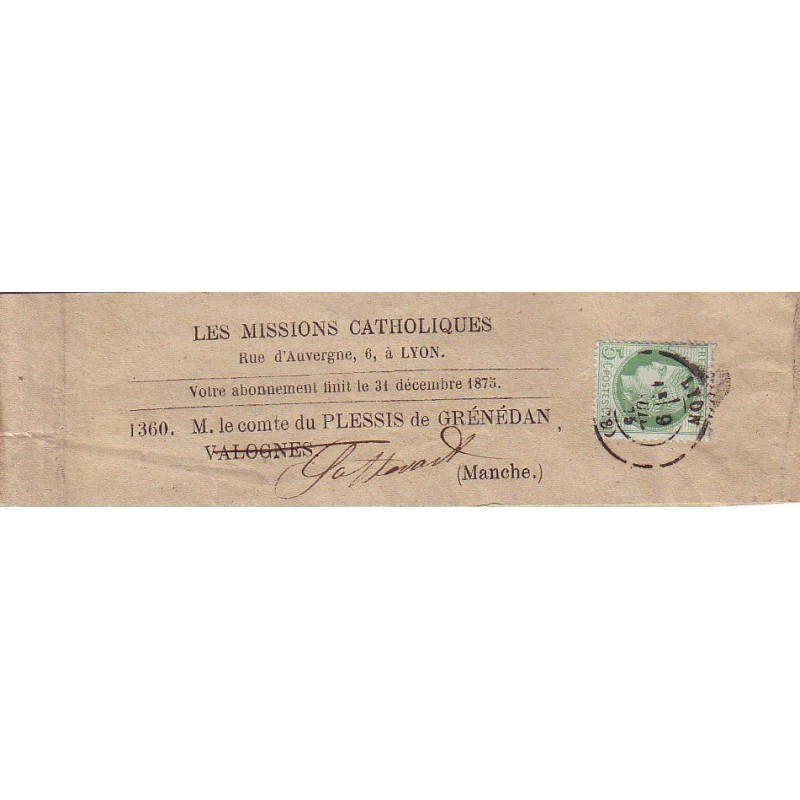 LES MISSIONS CATHOLIQUES
Rue d'Auvergne, 6, à LYON.
Votre abonnement finit le 31 décembre 1875.
1360. M. le comte du PLESSIS de GRÉNÉDAN,
VALOGNES
(Manche.)
LYON